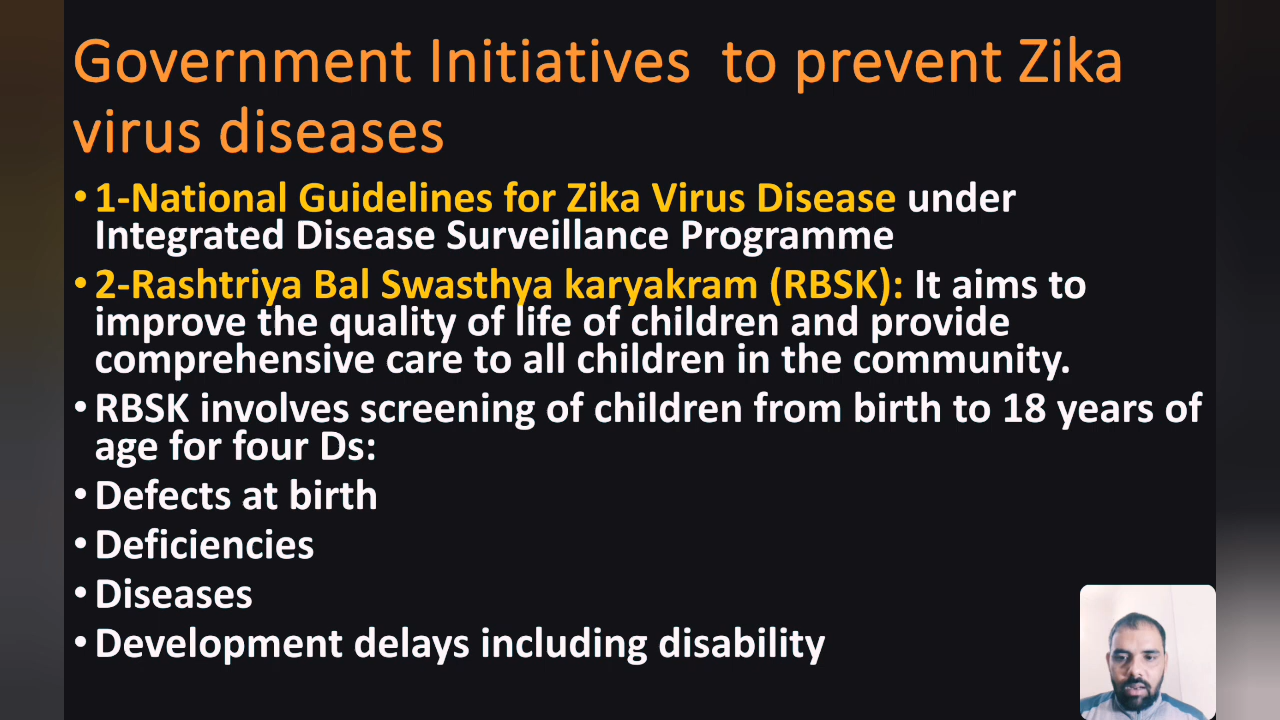 Government Initiatives to prevent Zika
virus diseases
• 1-National Guidelines for Zika Virus Disease under
Integrated Disease Surveillance Programme
• 2-Rashtriya Bal Swasthya karyakram (RBSK): It aims to
improve the quality of life of children and provide
comprehensive care to all children in the community.
• RBSK involves screening of children from birth to 18 years of
age for four Ds:
• Defects at birth
• Deficiencies
• Diseases
• Development delays including disability